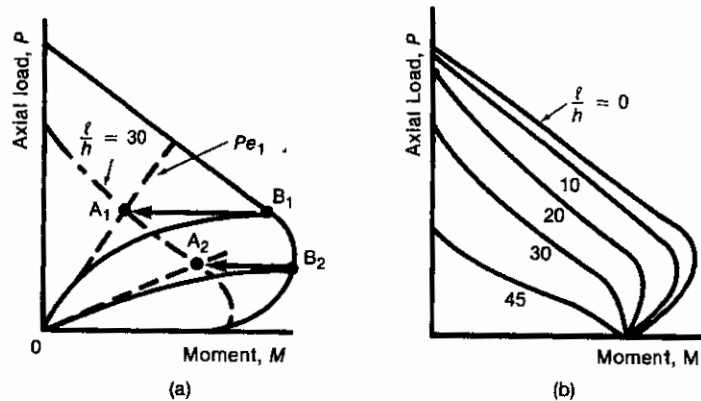 Axial load, P
ℓ/h = 30
Pe₁
A₁
B₁
A₂
B₂
0
Moment, M
(a)
Axial Load, P
ℓ/h = 0
10
20
30
45
Moment, M
(b)